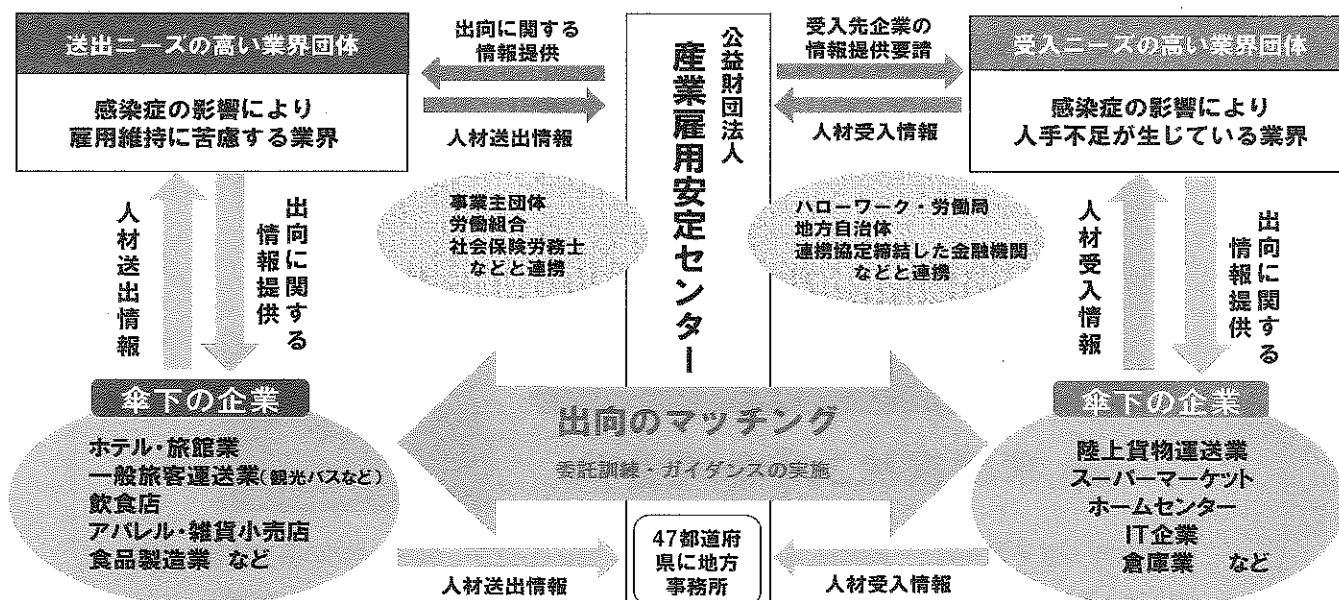 送出ニーズの高い業界団体
感染症の影響により
雇用維持に苦慮する業界
出向に関する
情報提供
人材送出情報
公益財団法人
産業雇用安定センター
受入先企業の
情報提供要請
人材受入情報
受入ニーズの高い業界団体
感染症の影響により
人手不足が生じている業界
事業主団体
労働組合
社会保険労務士
などと連携
ハローワーク・労働局
地方自治体
連携協定締結した金融機関
などと連携
人材送出情報
出向に関する
情報提供
人材受入情報
出向に関する
情報提供
傘下の企業
ホテル・旅館業
一般旅客運送業(観光バスなど)
飲食店
アパレル・雑貨小売店
食品製造業 など
出向のマッチング
委託訓練・ガイダンスの実施
傘下の企業
陸上貨物運送業
スーパーマーケット
ホームセンター
IT企業
倉庫業 など
人材送出情報
47都道府
県に地方
事務所
人材受入情報